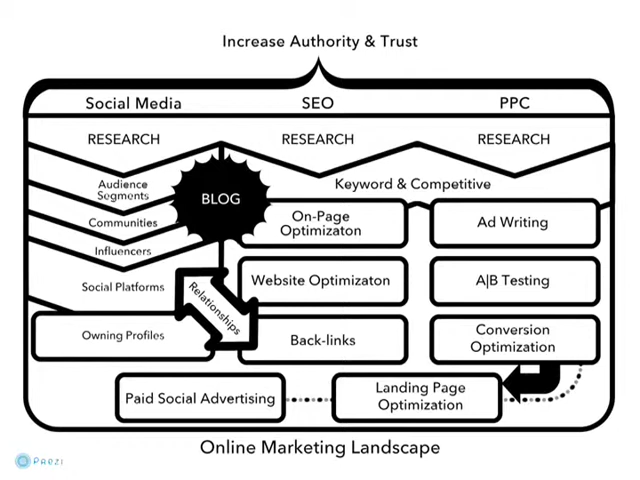 Increase Authority & Trust
Social Media
SEO
PPC
RESEARCH
RESEARCH
RESEARCH
Audience
Segments
Communities
Influencers
Social Platforms
Owning Profiles
BLOG
Relationships
Keyword & Competitive
On-Page
Optimizaton
Website Optimizaton
Back-links
Ad Writing
A|B Testing
Conversion
Optimization
Paid Social Advertising
Landing Page
Optimization
Online Marketing Landscape
Prezi